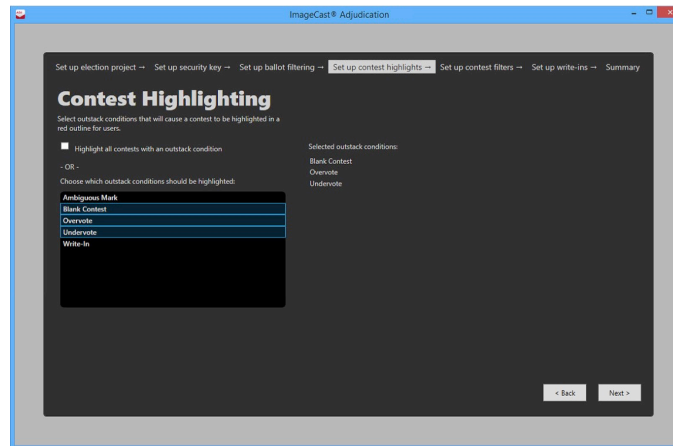 ImageCast® Adjudication
Set up election project → Set up security key → Set up ballot filtering → Set up contest highlights → Set up contest filters → Set up write-ins → Summary
Contest Highlighting
Select outstack conditions that will cause a contest to be highlighted in a
red outline for users.
Highlight all contests with an outstack condition
- OR -
Choose which outstack conditions should be highlighted:
Ambiguous Mark
Blank Contest
Overvote
Undervote
Write-In
Selected outstack conditions:
Blank Contest
Overvote
Undervote
< Back Next >